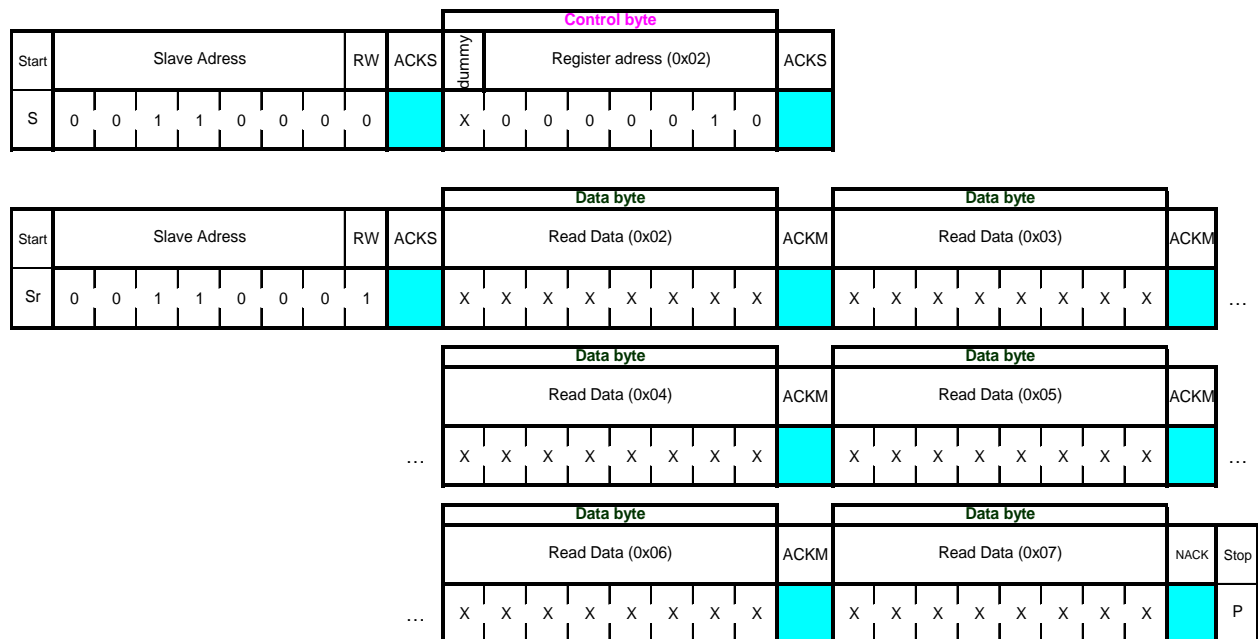 Control byte
Start Slave Adress RW ACKS dummy Register adress (0x02) ACKS
S 0 0 1 1 0 0 0 0 X 0 0 0 0 0 1 0
Data byte Data byte
Start Slave Adress RW ACKS Read Data (0x02) ACKM Read Data (0x03) ACKM
Sr 0 0 1 1 0 0 0 1 X X X X X X X X X X X X X X X X …
Data byte Data byte
Read Data (0x04) ACKM Read Data (0x05) ACKM
… X X X X X X X X X X X X X X X X …
Data byte Data byte
Read Data (0x06) ACKM Read Data (0x07) NACK Stop
… X X X X X X X X X X X X X X X X P